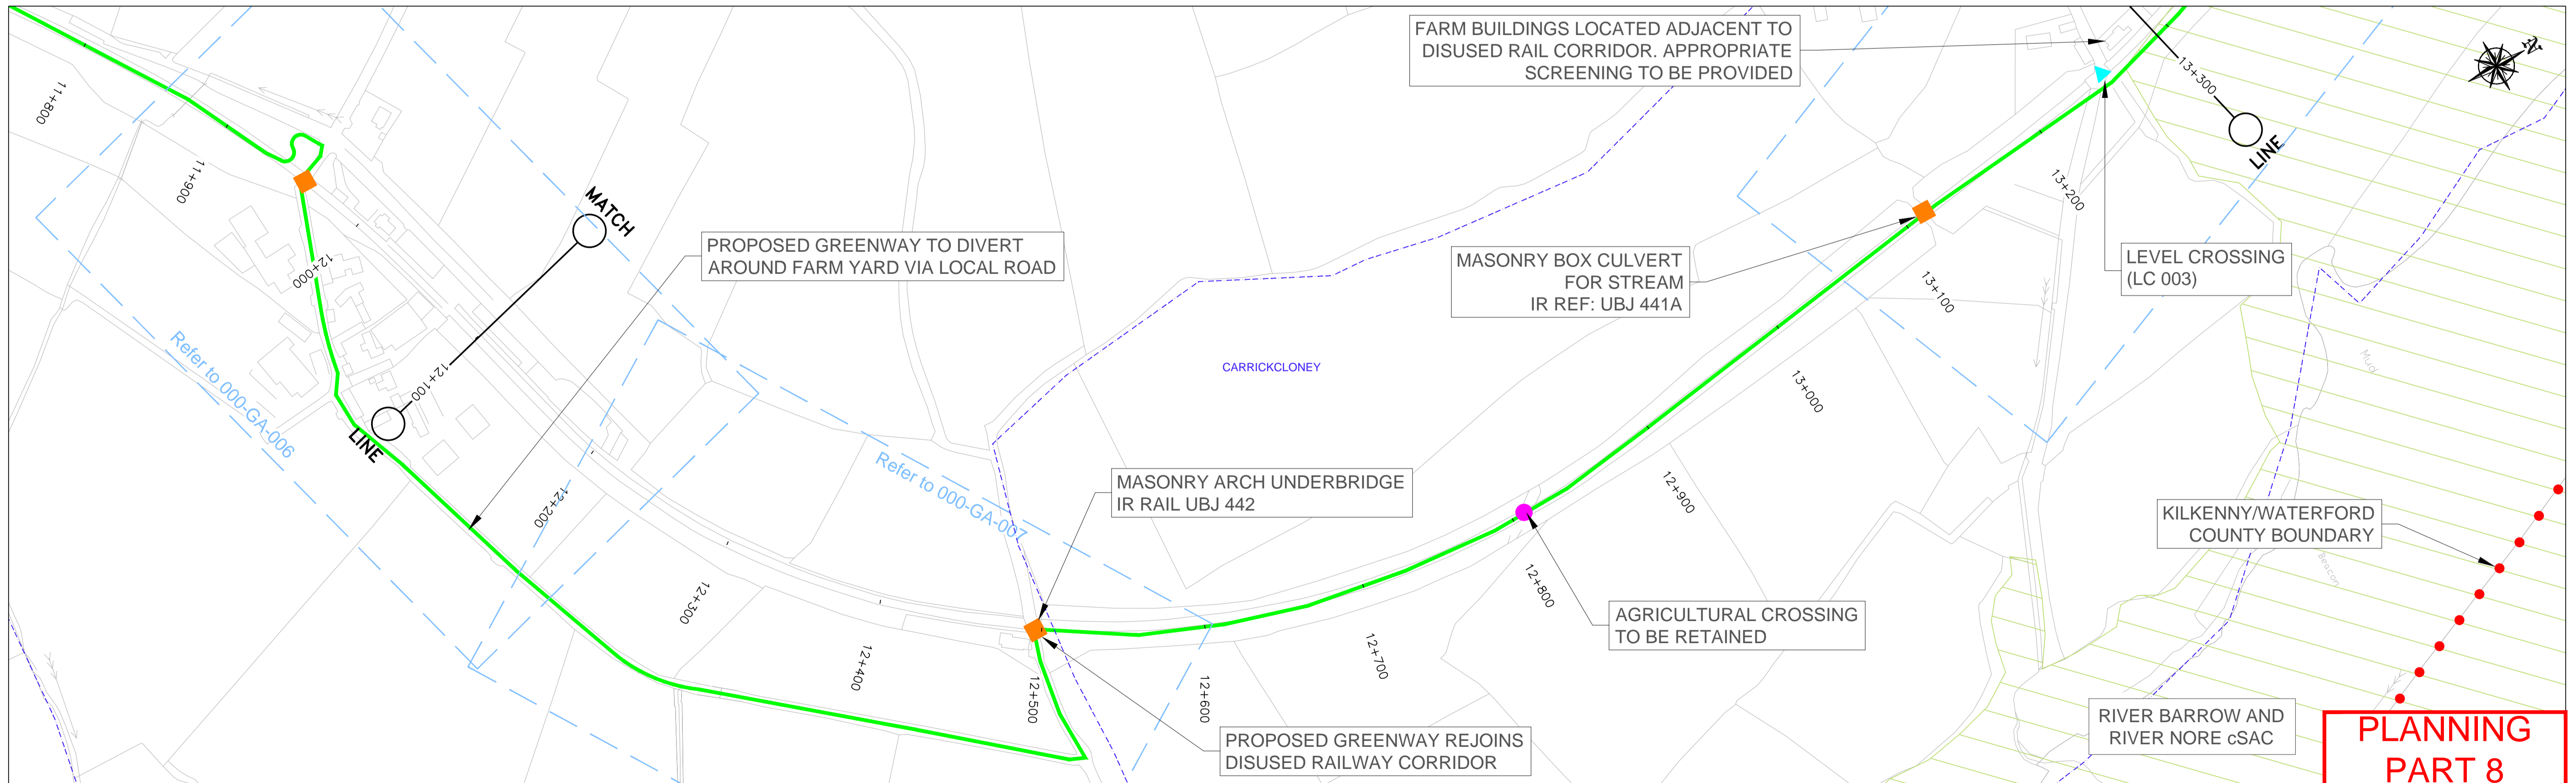 FARM BUILDINGS LOCATED ADJACENT TO
DISUSED RAIL CORRIDOR. APPROPRIATE
SCREENING TO BE PROVIDED
N
13+300
LINE
11+800
11+900
MATCH
12+000
12+100
LINE
PROPOSED GREENWAY TO DIVERT
AROUND FARM YARD VIA LOCAL ROAD
Refer to 000-GA-006
MASONRY BOX CULVERT
FOR STREAM
IR REF: UBJ 441A
13+200
13+100
LEVEL CROSSING
(LC 003)
CARRICKCLONEY
13+000
Mud
12+200
Refer to 000-GA-007
MASONRY ARCH UNDERBRIDGE
IR RAIL UBJ 442
12+900
KILKENNY/WATERFORD
COUNTY BOUNDARY
Beacon
12+300
12+800
AGRICULTURAL CROSSING
TO BE RETAINED
12+400
12+500
12+600
12+700
PROPOSED GREENWAY REJOINS
DISUSED RAILWAY CORRIDOR
RIVER BARROW AND
RIVER NORE cSAC
PLANNING
PART 8